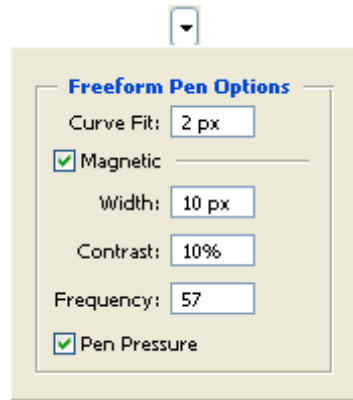 Freeform Pen Options
Curve Fit: 2 px
Magnetic
Width: 10 px
Contrast: 10%
Frequency: 57
Pen Pressure